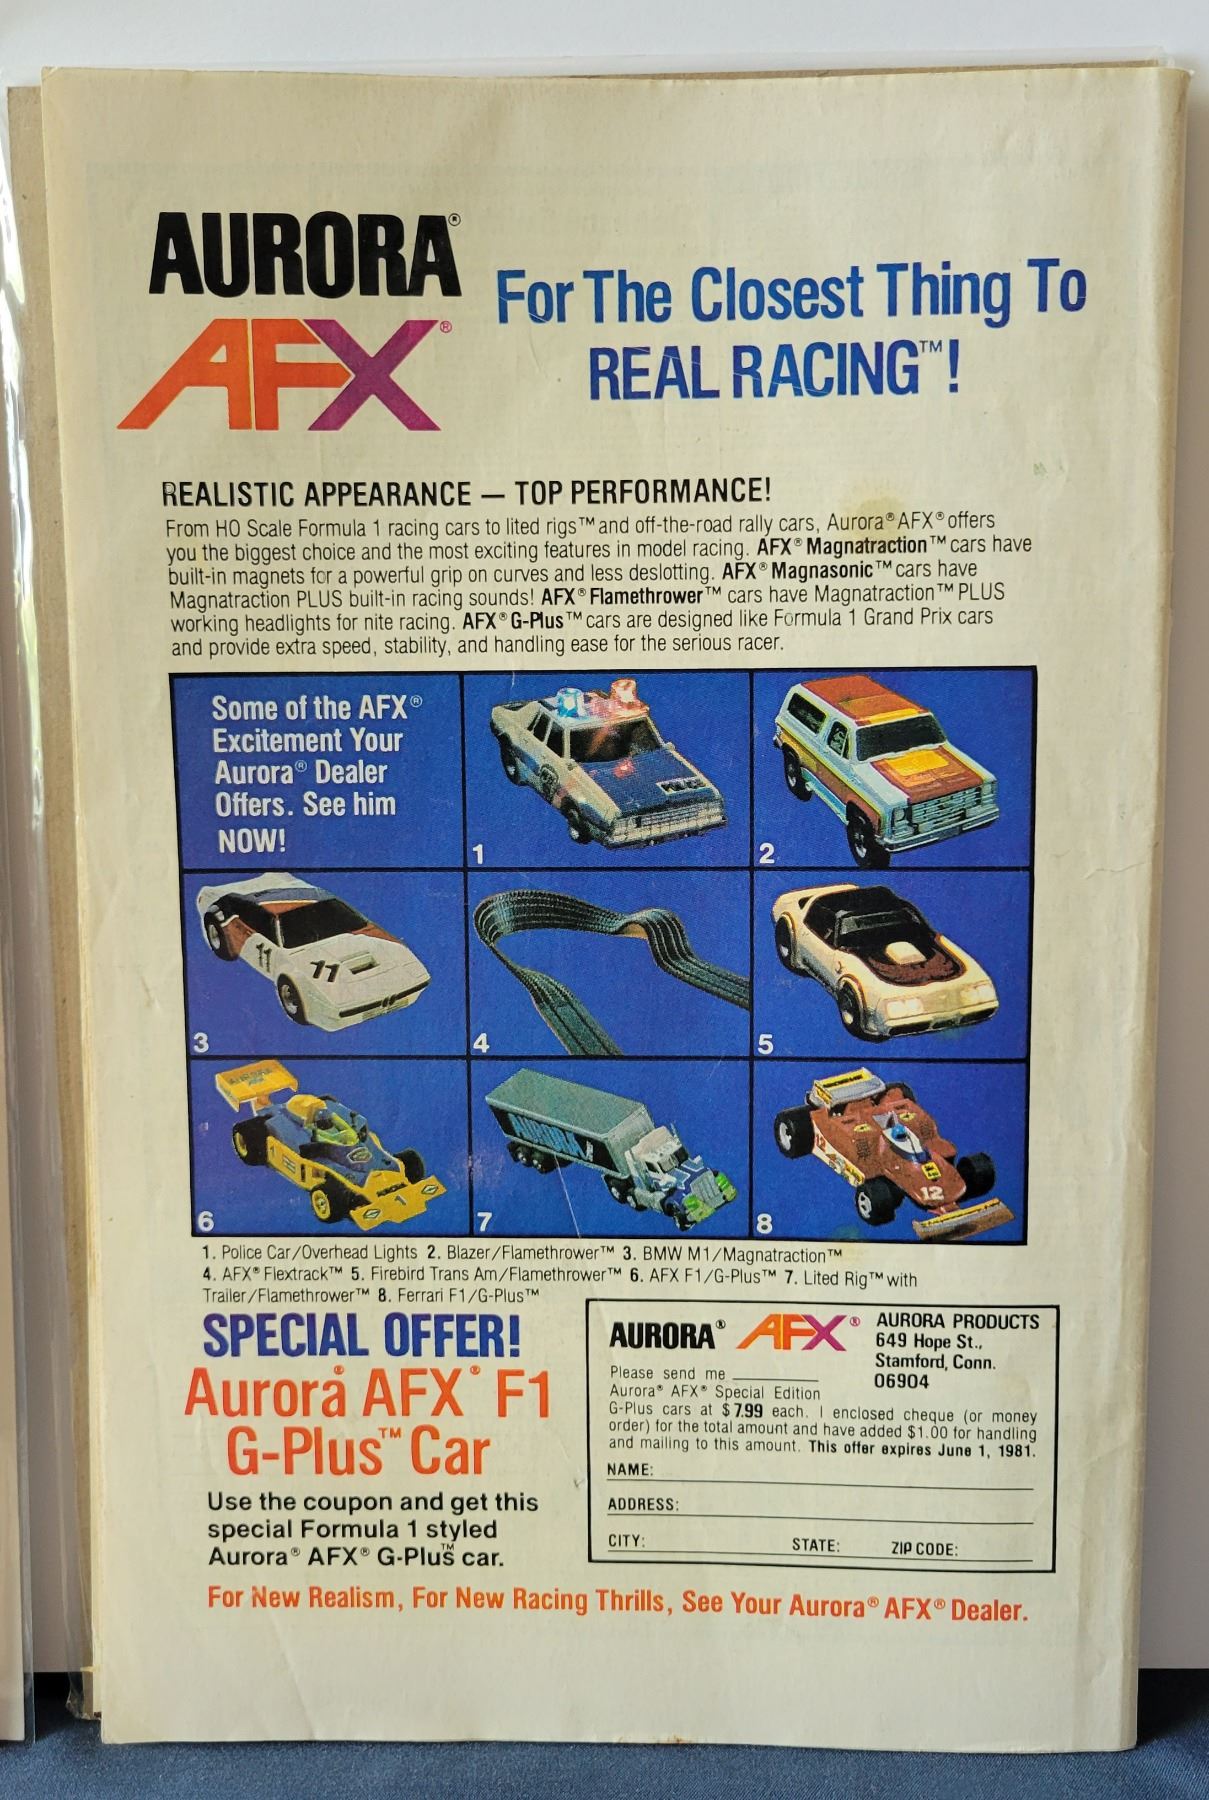 AURORA®
AFX®
For The Closest Thing To
REAL RACING™!
REALISTIC APPEARANCE — TOP PERFORMANCE!
From HO Scale Formula 1 racing cars to lited rigs™ and off-the-road rally cars, Aurora® AFX® offers
you the biggest choice and the most exciting features in model racing. AFX® Magnatraction™ cars have
built-in magnets for a powerful grip on curves and less deslotting. AFX® Magnasonic™ cars have
Magnatraction PLUS built-in racing sounds! AFX® Flamethrower™ cars have Magnatraction™ PLUS
working headlights for nite racing. AFX® G-Plus™ cars are designed like Formula 1 Grand Prix cars
and provide extra speed, stability, and handling ease for the serious racer.
Some of the AFX®
Excitement Your
Aurora® Dealer
Offers. See him
NOW!
1
2
11
11
3
4
5
1
6
AURORA
7
12
12
8
1. Police Car/Overhead Lights 2. Blazer/Flamethrower™ 3. BMW M1/Magnatraction™
4. AFX® Flextrack™ 5. Firebird Trans Am/Flamethrower™ 6. AFX F1/G-Plus™ 7. Lited Rig™ with
Trailer/Flamethrower™ 8. Ferrari F1/G-Plus™
SPECIAL OFFER!
Aurora® AFX® F1
G-Plus™ Car
Use the coupon and get this
special Formula 1 styled
Aurora® AFX® G-Plus™ car.
AURORA® AFX®
AURORA PRODUCTS
649 Hope St.,
Stamford, Conn.
06904
Please send me ________
Aurora® AFX® Special Edition
G-Plus cars at $7.99 each. I enclosed cheque (or money
order) for the total amount and have added $1.00 for handling
and mailing to this amount. This offer expires June 1, 1981.
NAME:
ADDRESS:
CITY: STATE: ZIP CODE:
For New Realism, For New Racing Thrills, See Your Aurora® AFX® Dealer.